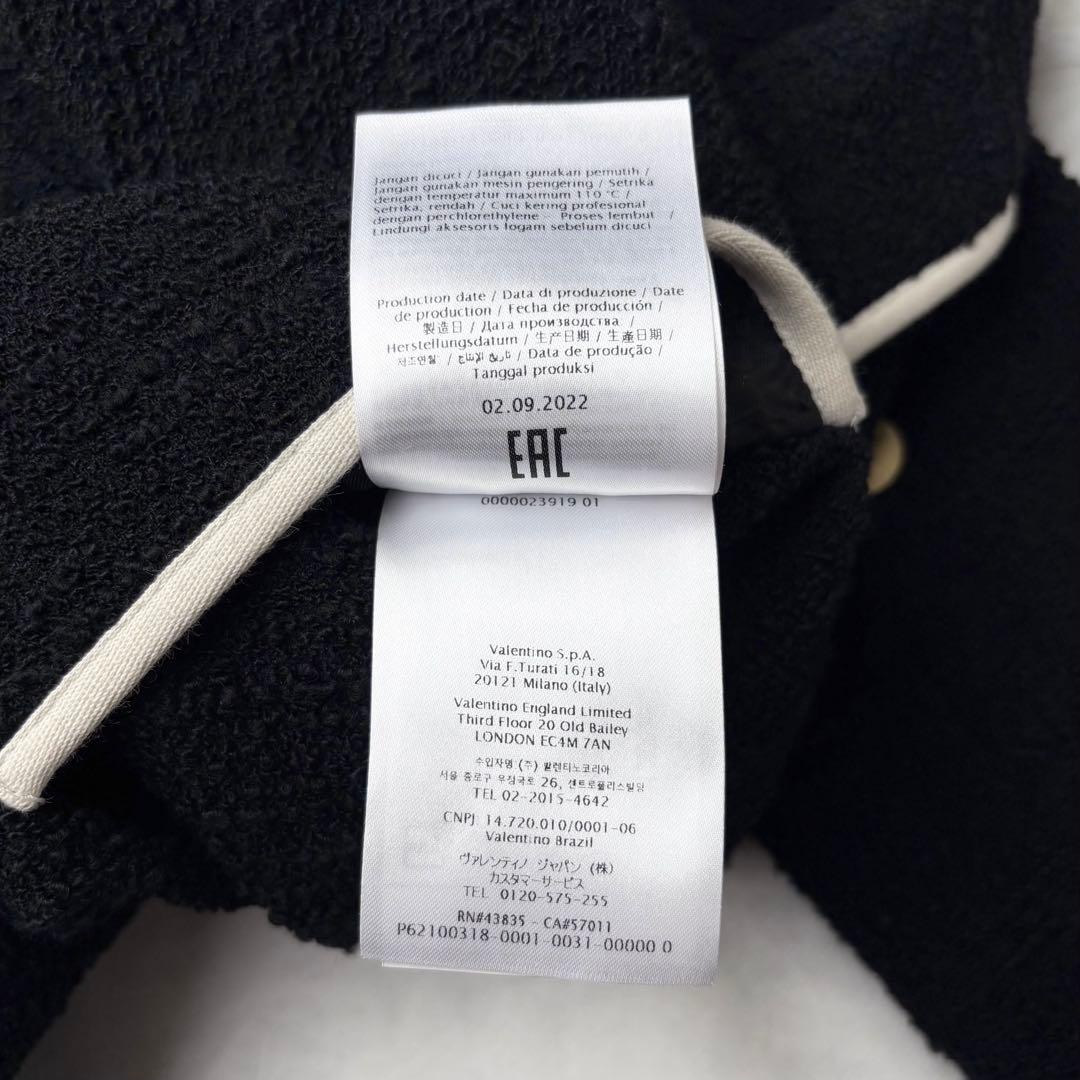 Jangan dicuci / Jangan gunakan pemutih /
Jangan gunakan mesin pengering / Setrika
dengan temperatur maximum 110 °C /
Setrika, rendah / Cuci kering profesional
dengan perchlorethylene - Proses lembut /
Lindungi aksesoris logam sebelum dicuci
Production date / Data di produzione / Date
de production / Fecha de producción /
製造日 / Дата производства /
Herstellungsdatum / 生产日期 / 生產日期 /
제조연월 / / Data de produção /
Tanggal produksi
02.09.2022
EAC
0000023919 01
Valentino S.p.A.
Via F.Turati 16/18
20121 Milano (Italy)
Valentino England Limited
Third Floor 20 Old Bailey
LONDON EC4M 7AN
수입자명 (주) 발렌티노코리아
서울 종로구 우정국로 26, 센트로폴리스빌딩
TEL 02-2015-4642
CNPJ 14.720.010/0001-06
Valentino Brazil
ヴァレンティノ ジャパン (株)
カスタマーサービス
TEL 0120-575-255
RN#43835 - CA#57011
P62100318-0001-0031-00000 0